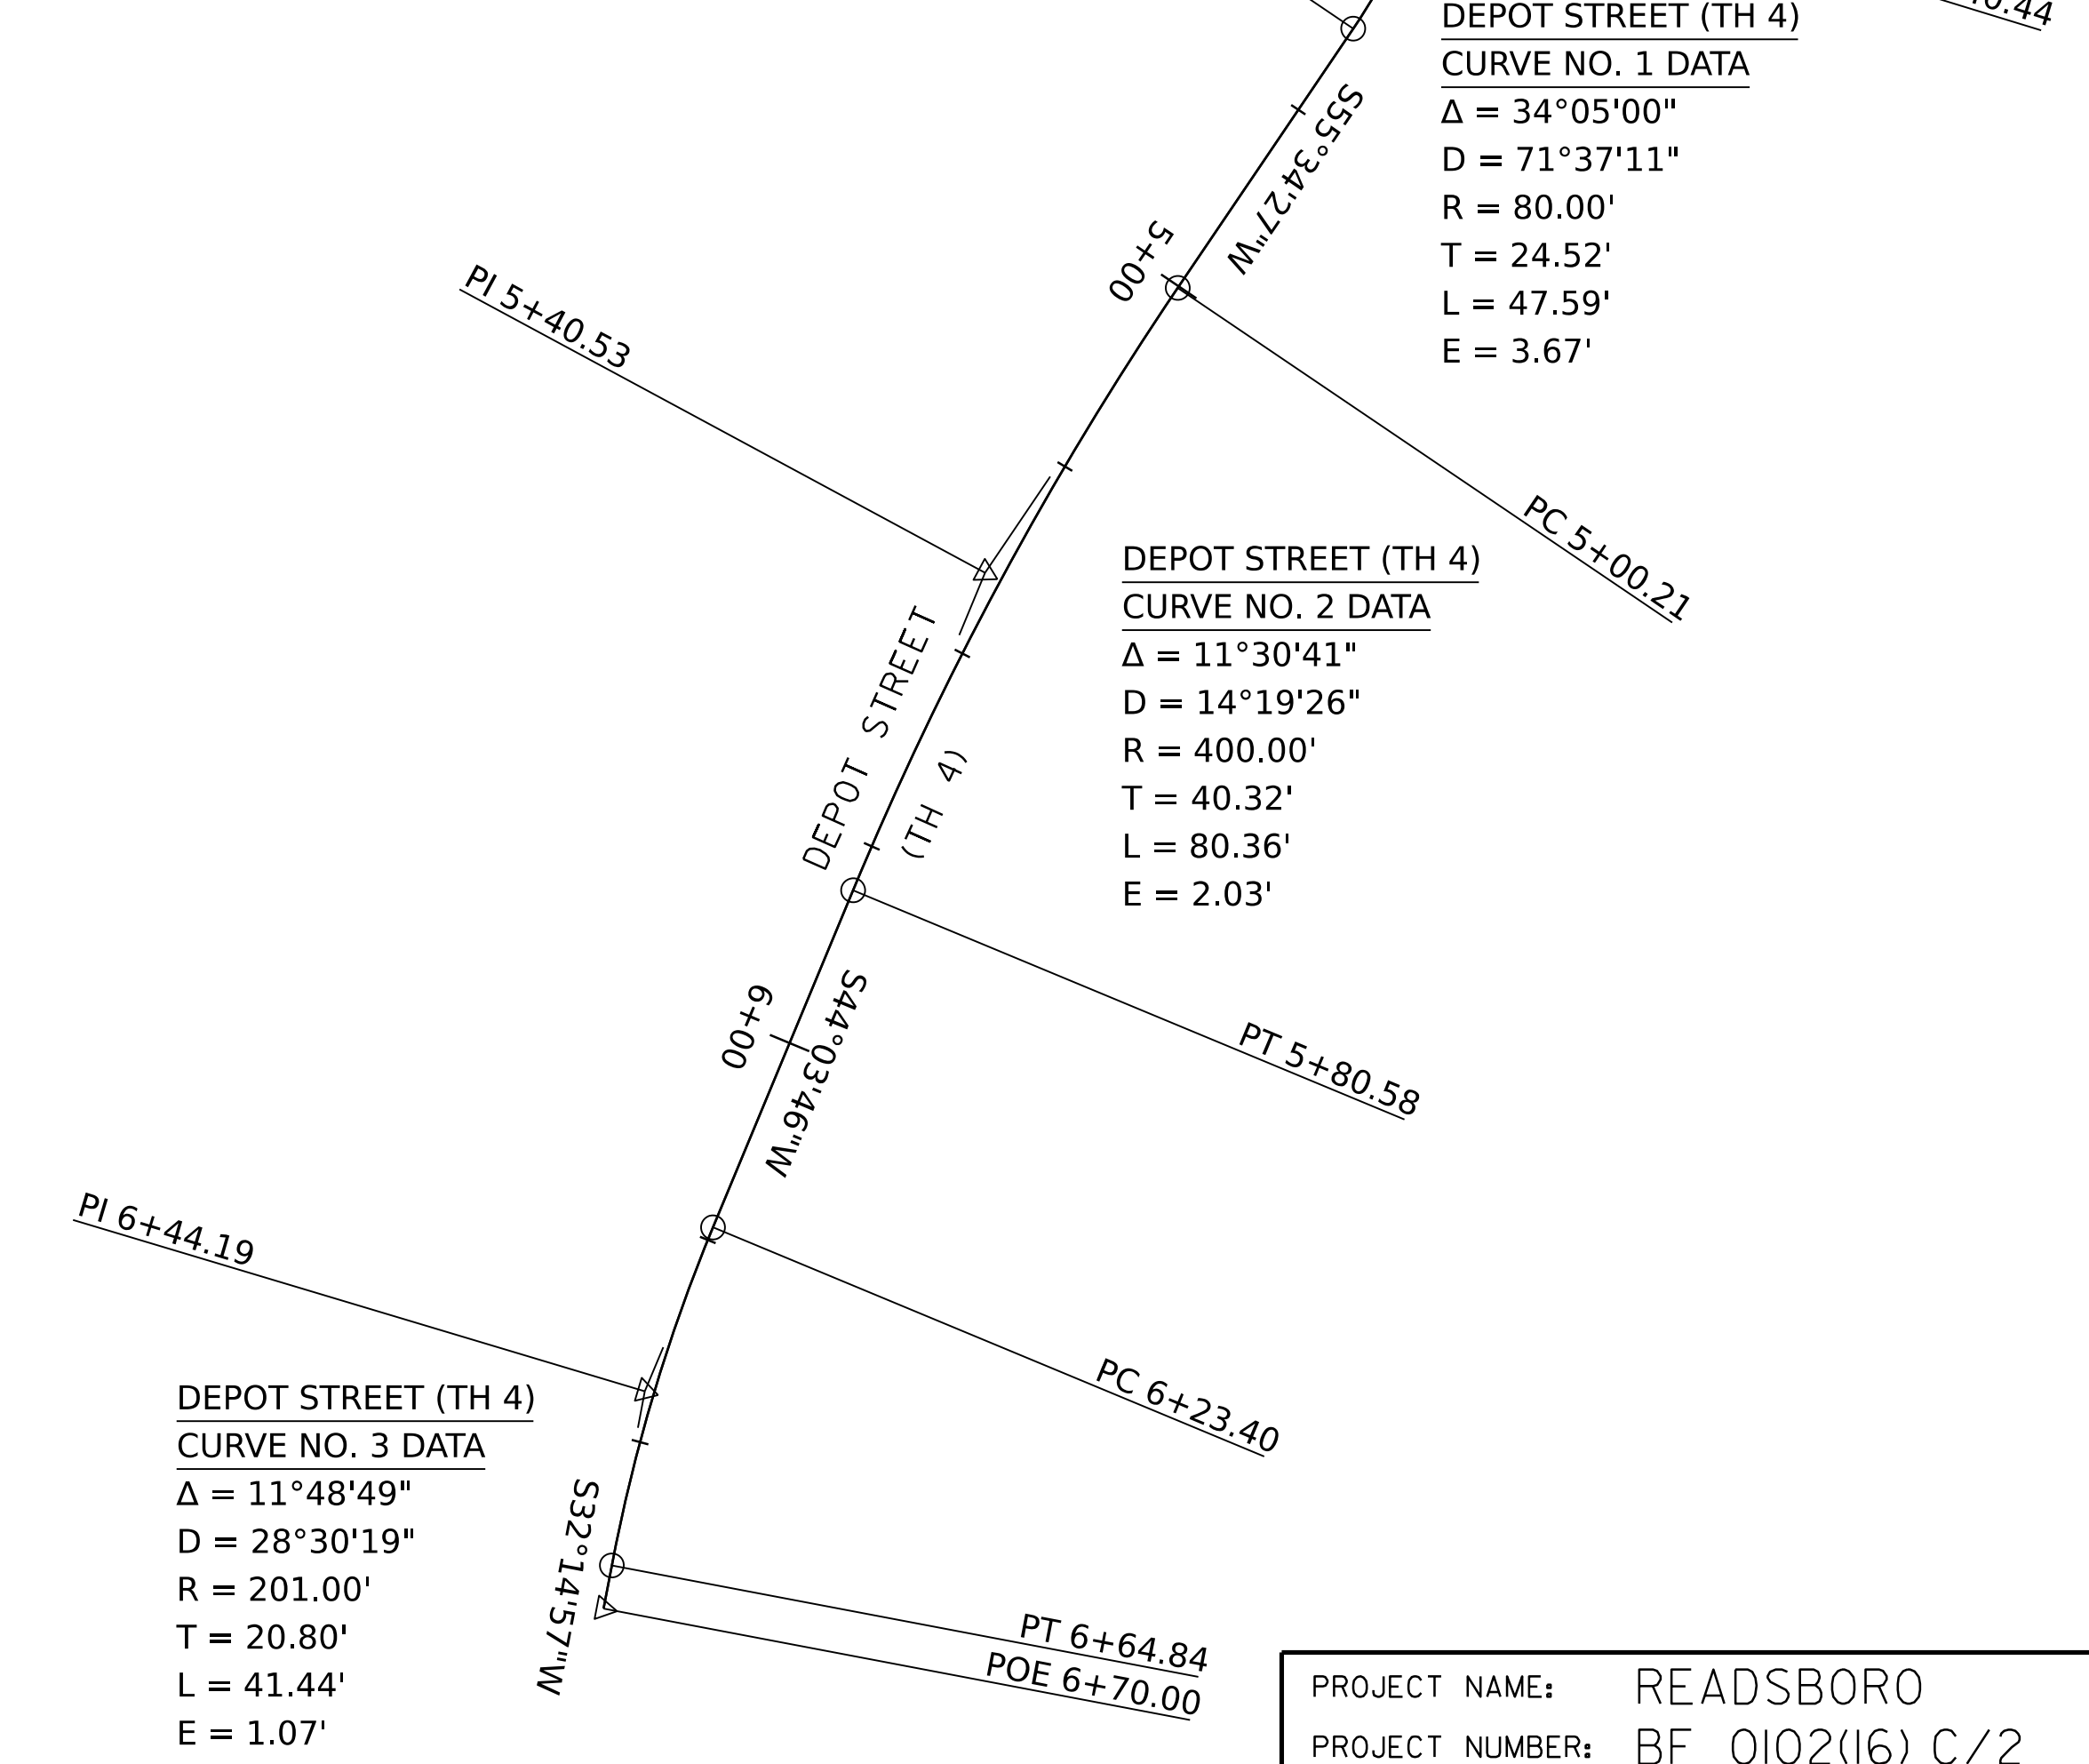 DEPOT STREET (TH 4)
CURVE NO. 1 DATA
Δ = 34°05'00"
D = 71°37'11"
R = 80.00'
T = 24.52'
L = 47.59'
E = 3.67'
S55°34'27"W
5+00
PI 5+40.53
PC 5+00.21
DEPOT STREET (TH 4)
CURVE NO. 2 DATA
Δ = 11°30'41"
D = 14°19'26"
R = 400.00'
T = 40.32'
L = 80.36'
E = 2.03'
DEPOT STREET
(TH 4)
S44°03'46"W
6+00
PT 5+80.58
PI 6+44.19
PC 6+23.40
DEPOT STREET (TH 4)
CURVE NO. 3 DATA
Δ = 11°48'49"
D = 28°30'19"
R = 201.00'
T = 20.80'
L = 41.44'
E = 1.07'
S32°14'57"W
PT 6+64.84
POE 6+70.00
PROJECT NAME: READSBORO
PROJECT NUMBER: BF 0102(16) C/2